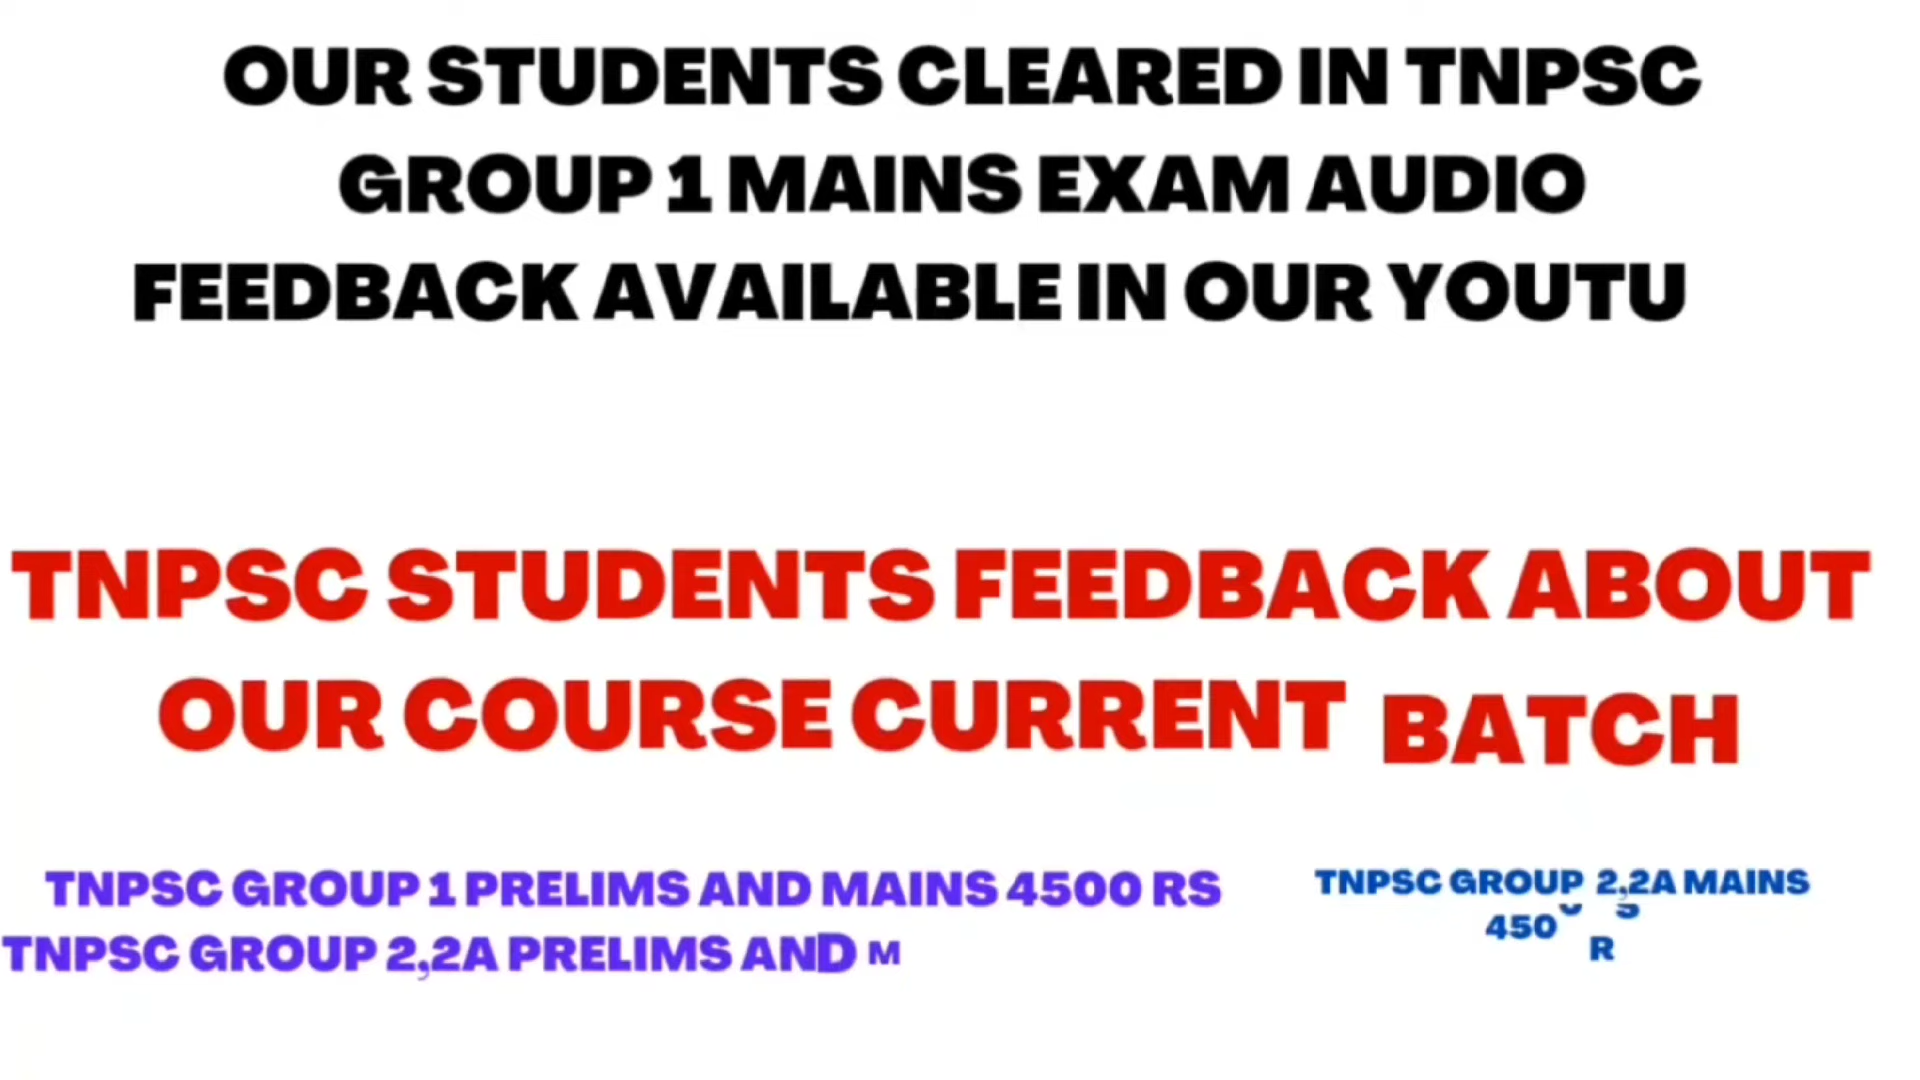 OUR STUDENTS CLEARED IN TNPSC
GROUP 1 MAINS EXAM AUDIO
FEEDBACK AVAILABLE IN OUR YOUTU
TNPSC STUDENTS FEEDBACK ABOUT
OUR COURSE CURRENT BATCH
TNPSC GROUP 1 PRELIMS AND MAINS 4500 RS
TNPSC GROUP 2,2A PRELIMS AND M
TNPSC GROUP 2,2A MAINS
450